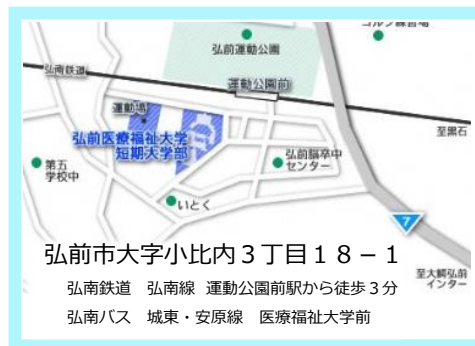 ゴルフ練習場
弘前運動公園
弘南鉄道
運動公園前
運動場
至黒石
弘前医療福祉大学
短期大学部
弘前脳卒中
センター
第五
学校中
いとく
7
弘前市大字小比内３丁目１８－１
至大鰐弘前
インター
弘南鉄道 弘南線 運動公園前駅から徒歩３分
弘南バス 城東・安原線 医療福祉大学前